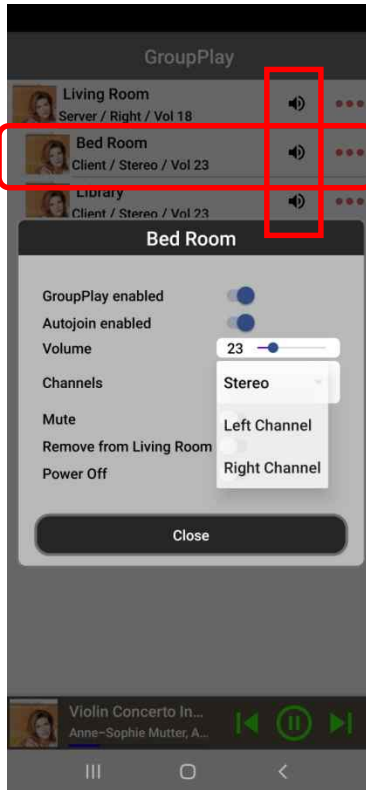 GroupPlay
Living Room
Server / Right / Vol 18
Bed Room
Client / Stereo / Vol 23
Library
Client / Stereo / Vol 23
Bed Room
GroupPlay enabled
Autojoin enabled
Volume 23
Channels Stereo
Left Channel
Mute
Right Channel
Remove from Living Room
Power Off
Close
Violin Concerto In...
Anne-Sophie Mutter, A...